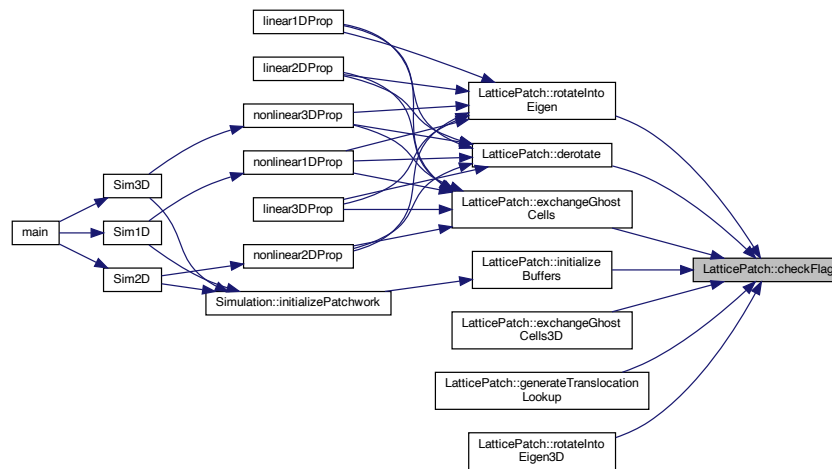 linear1DProp
linear2DProp
LatticePatch::rotateInto
Eigen
nonlinear3DProp
LatticePatch::derotate
nonlinear1DProp
Sim3D
linear3DProp
LatticePatch::exchangeGhost
Cells
main
Sim1D
nonlinear2DProp
LatticePatch::initialize
Buffers
LatticePatch::checkFlag
Sim2D
Simulation::initializePatchwork
LatticePatch::exchangeGhost
Cells3D
LatticePatch::generateTranslocation
Lookup
LatticePatch::rotateInto
Eigen3D